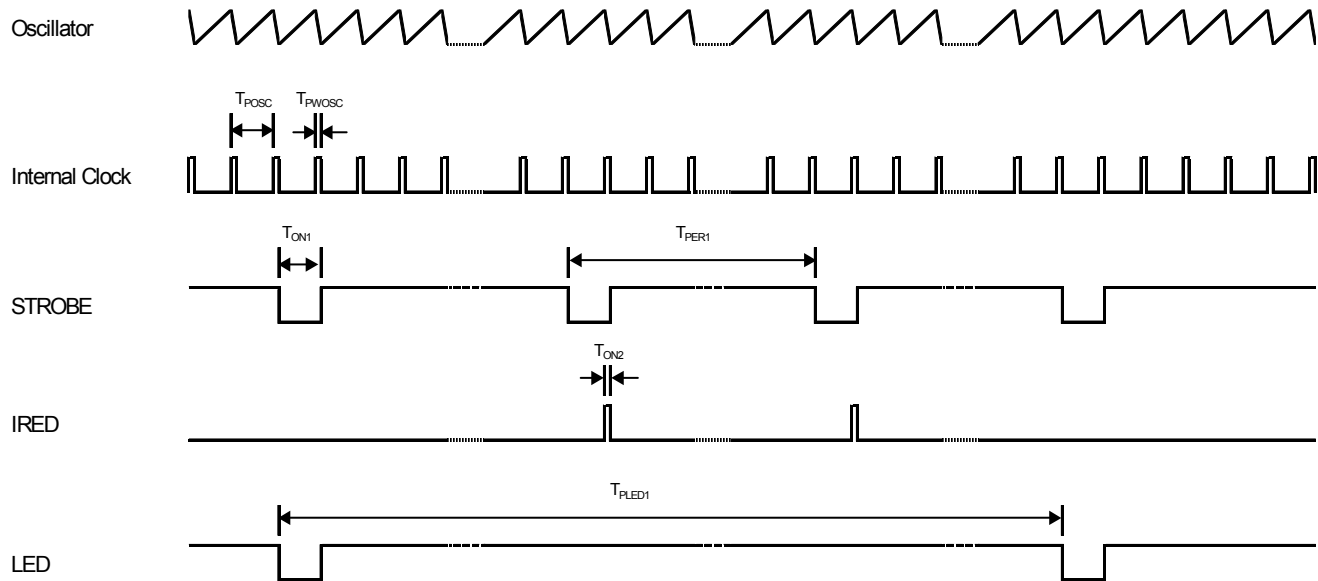 Oscillator
TPOSC TPWOSC
Internal Clock
TON1 TPER1
STROBE
TON2
IRED
TPLED1
LED